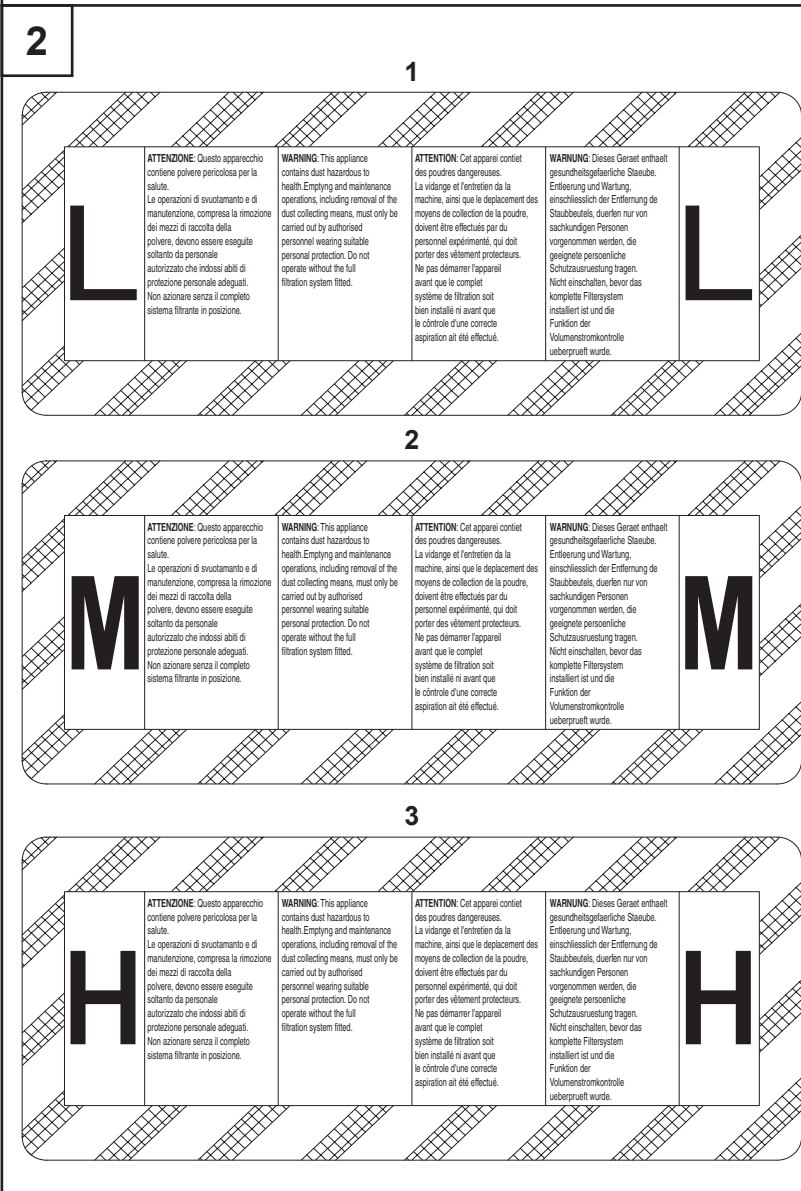 2
1
L
ATTENZIONE: Questo apparecchio
contiene polvere pericolosa per la
salute.
Le operazioni di svuotamanto e di
manutenzione, compresa la rimozione
dei mezzi di raccolta della
polvere, devono essere eseguite
soltanto da personale
autorizzato che indossi abiti di
protezione personale adeguati.
Non azionare senza il completo
sistema filtrante in posizione.
WARNING: This appliance
contains dust hazardous to
health.Emptyng and maintenance
operations, including removal of the
dust collecting means, must only be
carried out by authorised
personnel wearing suitable
personal protection. Do not
operate without the full
filtration system fitted.
ATTENTION: Cet apparei contiet
des poudres dangereuses.
La vidange et l'entretien da la
machine, ainsi que le deplacement des
moyens de collection de la poudre,
doivent être effectués par du
personnel expérimenté, qui doit
porter des vêtement protecteurs.
Ne pas démarrer l'appareil
avant que le complet
système de filtration soit
bien installé ni avant que
le côntrole d'une correcte
aspiration ait été effectué.
WARNUNG: Dieses Geraet enthaelt
gesundheitsgefaerliche Staeube.
Entleerung und Wartung,
einschliesslich der Entfernung de
Staubbeutels, duerfen nur von
sachkundigen Personen
vorgenommen werden, die
geeignete persoenliche
Schutzausruestung tragen.
Nicht einschalten, bevor das
komplette Filtersystem
installiert ist und die
Funktion der
Volumenstromkontrolle
ueberprueft wurde.
L
2
M
ATTENZIONE: Questo apparecchio
contiene polvere pericolosa per la
salute.
Le operazioni di svuotamanto e di
manutenzione, compresa la rimozione
dei mezzi di raccolta della
polvere, devono essere eseguite
soltanto da personale
autorizzato che indossi abiti di
protezione personale adeguati.
Non azionare senza il completo
sistema filtrante in posizione.
WARNING: This appliance
contains dust hazardous to
health.Emptyng and maintenance
operations, including removal of the
dust collecting means, must only be
carried out by authorised
personnel wearing suitable
personal protection. Do not
operate without the full
filtration system fitted.
ATTENTION: Cet apparei contiet
des poudres dangereuses.
La vidange et l'entretien da la
machine, ainsi que le deplacement des
moyens de collection de la poudre,
doivent être effectués par du
personnel expérimenté, qui doit
porter des vêtement protecteurs.
Ne pas démarrer l'appareil
avant que le complet
système de filtration soit
bien installé ni avant que
le côntrole d'une correcte
aspiration ait été effectué.
WARNUNG: Dieses Geraet enthaelt
gesundheitsgefaerliche Staeube.
Entleerung und Wartung,
einschliesslich der Entfernung de
Staubbeutels, duerfen nur von
sachkundigen Personen
vorgenommen werden, die
geeignete persoenliche
Schutzausruestung tragen.
Nicht einschalten, bevor das
komplette Filtersystem
installiert ist und die
Funktion der
Volumenstromkontrolle
ueberprueft wurde.
M
3
H
ATTENZIONE: Questo apparecchio
contiene polvere pericolosa per la
salute.
Le operazioni di svuotamanto e di
manutenzione, compresa la rimozione
dei mezzi di raccolta della
polvere, devono essere eseguite
soltanto da personale
autorizzato che indossi abiti di
protezione personale adeguati.
Non azionare senza il completo
sistema filtrante in posizione.
WARNING: This appliance
contains dust hazardous to
health.Emptyng and maintenance
operations, including removal of the
dust collecting means, must only be
carried out by authorised
personnel wearing suitable
personal protection. Do not
operate without the full
filtration system fitted.
ATTENTION: Cet apparei contiet
des poudres dangereuses.
La vidange et l'entretien da la
machine, ainsi que le deplacement des
moyens de collection de la poudre,
doivent être effectués par du
personnel expérimenté, qui doit
porter des vêtement protecteurs.
Ne pas démarrer l'appareil
avant que le complet
système de filtration soit
bien installé ni avant que
le côntrole d'une correcte
aspiration ait été effectué.
WARNUNG: Dieses Geraet enthaelt
gesundheitsgefaerliche Staeube.
Entleerung und Wartung,
einschliesslich der Entfernung de
Staubbeutels, duerfen nur von
sachkundigen Personen
vorgenommen werden, die
geeignete persoenliche
Schutzausruestung tragen.
Nicht einschalten, bevor das
komplette Filtersystem
installiert ist und die
Funktion der
Volumenstromkontrolle
ueberprueft wurde.
H